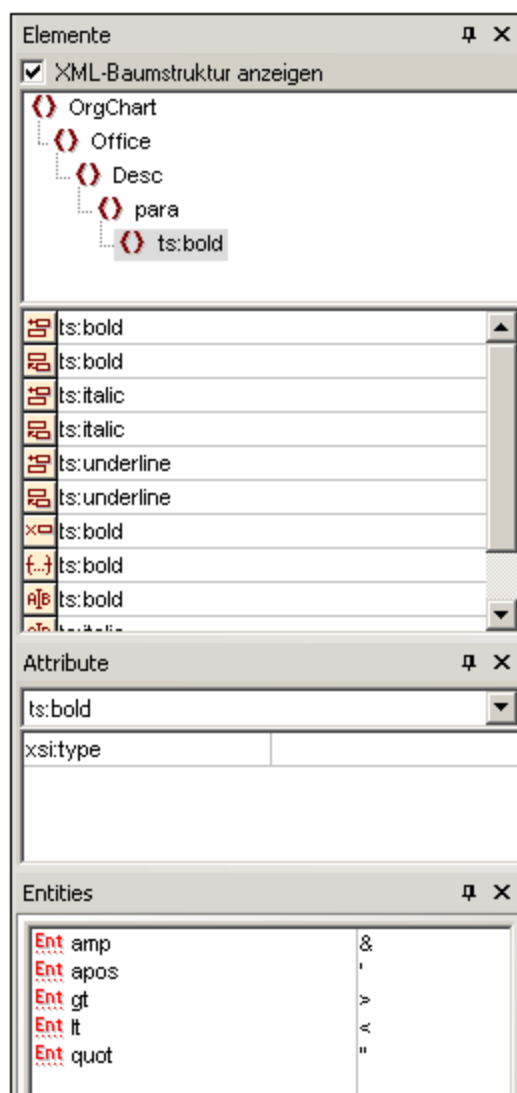 Elemente
XML-Baumstruktur anzeigen
OrgChart
Office
Desc
para
ts:bold
ts:bold
ts:bold
ts:italic
ts:italic
ts:underline
ts:underline
ts:bold
ts:bold
ts:bold
Attribute
ts:bold
xsi:type
Entities
Ent amp &
Ent apos '
Ent gt >
Ent lt <
Ent quot "